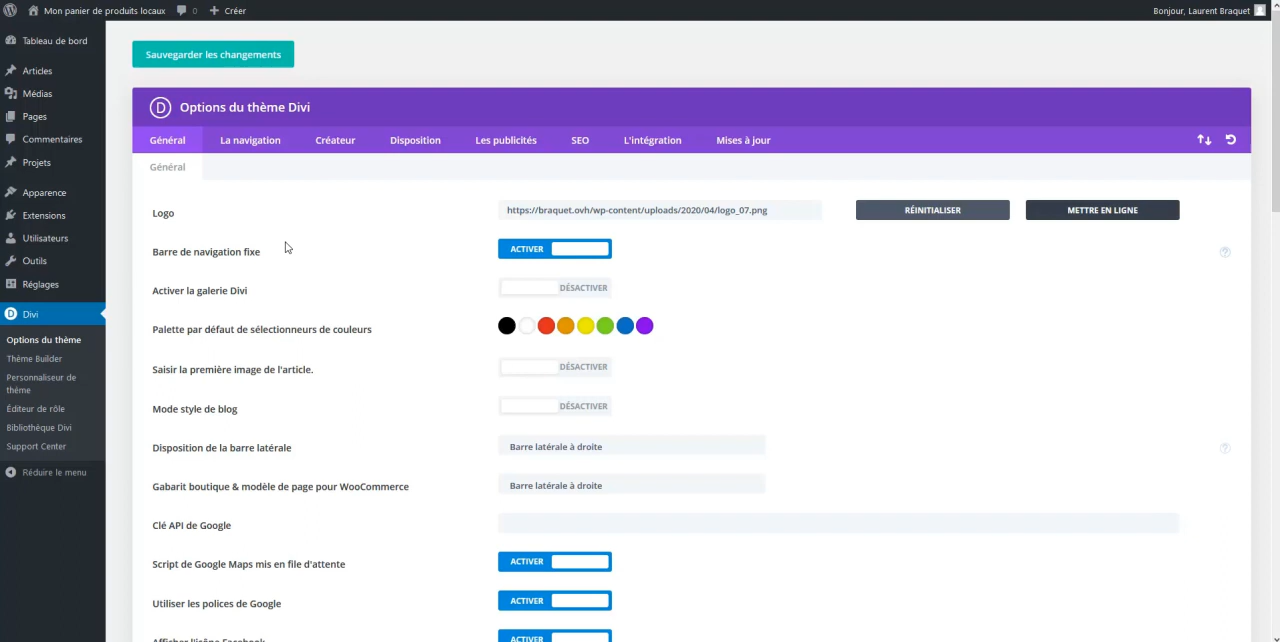 Mon panier de produits locaux
0
Créer
Bonjour, Laurent Braquet
Tableau de bord
Articles
Médias
Pages
Commentaires
Projets
Apparence
Extensions
Utilisateurs
Outils
Réglages
Divi
Options du thème
Thème Builder
Personnaliseur de
thème
Éditeur de rôle
Bibliothèque Divi
Support Center
Réduire le menu
Sauvegarder les changements
D Options du thème Divi
Général La navigation Créateur Disposition Les publicités SEO L'intégration Mises à jour
Général
Logo https://braquet.ovh/wp-content/uploads/2020/04/logo_07.png RÉINITIALISER METTRE EN LIGNE
Barre de navigation fixe ACTIVER
Activer la galerie Divi DÉSACTIVER
Palette par défaut de sélectionneurs de couleurs
Saisir la première image de l'article. DÉSACTIVER
Mode style de blog DÉSACTIVER
Disposition de la barre latérale Barre latérale à droite
Gabarit boutique & modèle de page pour WooCommerce Barre latérale à droite
Clé API de Google
Script de Google Maps mis en file d'attente ACTIVER
Utiliser les polices de Google ACTIVER
Afficher l'icône Facebook ACTIVER